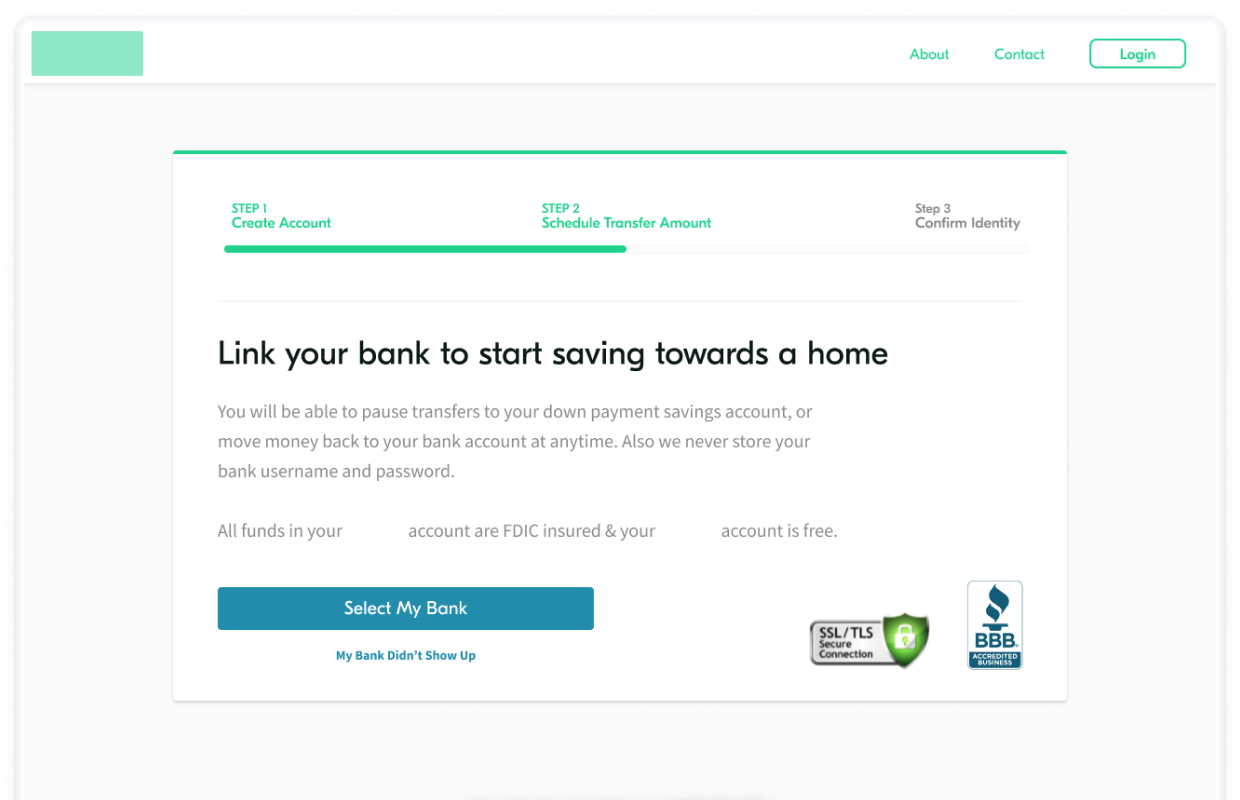 About Contact Login
STEP 1
Create Account
STEP 2
Schedule Transfer Amount
Step 3
Confirm Identity
Link your bank to start saving towards a home
You will be able to pause transfers to your down payment savings account, or
move money back to your bank account at anytime. Also we never store your
bank username and password.
All funds in your account are FDIC insured & your account is free.
Select My Bank
My Bank Didn’t Show Up
SSL/TLS
Secure
Connection
BBB.
ACCREDITED
BUSINESS